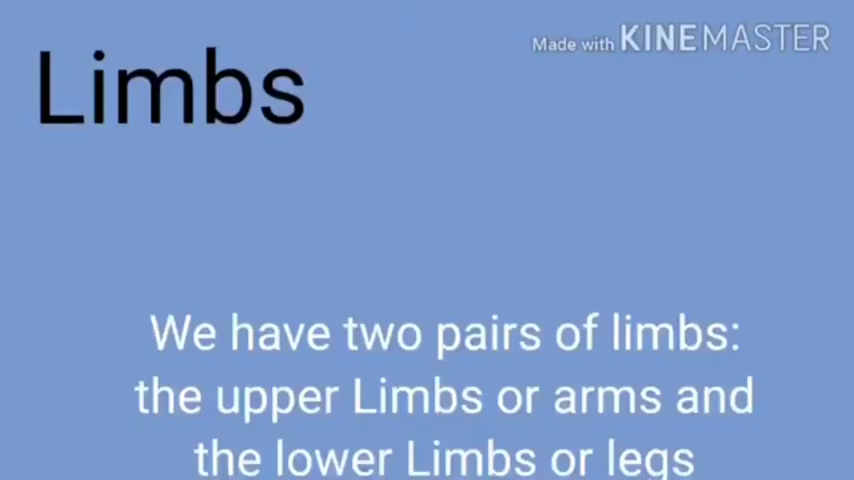 Made with KINEMASTER
Limbs
We have two pairs of limbs:
the upper Limbs or arms and
the lower Limbs or legs